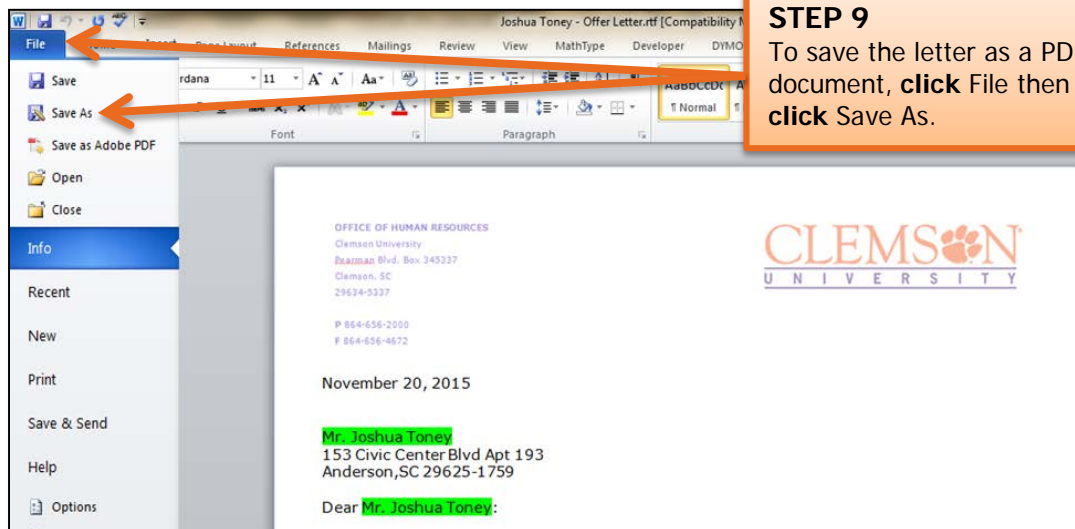 Joshua Toney - Offer Letter.rtf [Compatibility
STEP 9
To save the letter as a PD
document, click File then
click Save As.
File
References Mailings Review View MathType Developer DYMO
Save
Save As
Save as Adobe PDF
Open
Close
Info
Recent
New
Print
Save & Send
Help
Options
rdana 11 Aa
AaBbCcDc
¶ Normal
Font Paragraph
OFFICE OF HUMAN RESOURCES
Clemson University
Pearman Blvd. Box 345337
Clemson, SC
29634-5337
P 864-656-2000
F 864-656-4672
CLEMSON
UNIVERSITY
November 20, 2015
Mr. Joshua Toney
153 Civic Center Blvd Apt 193
Anderson,SC 29625-1759
Dear Mr. Joshua Toney: